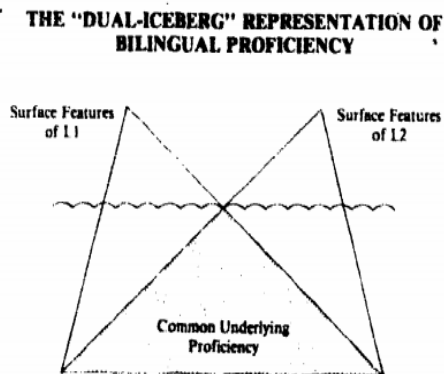 THE "DUAL-ICEBERG" REPRESENTATION OF
BILINGUAL PROFICIENCY
Surface Features
of L1
Surface Features
of L2
Common Underlying
Proficiency